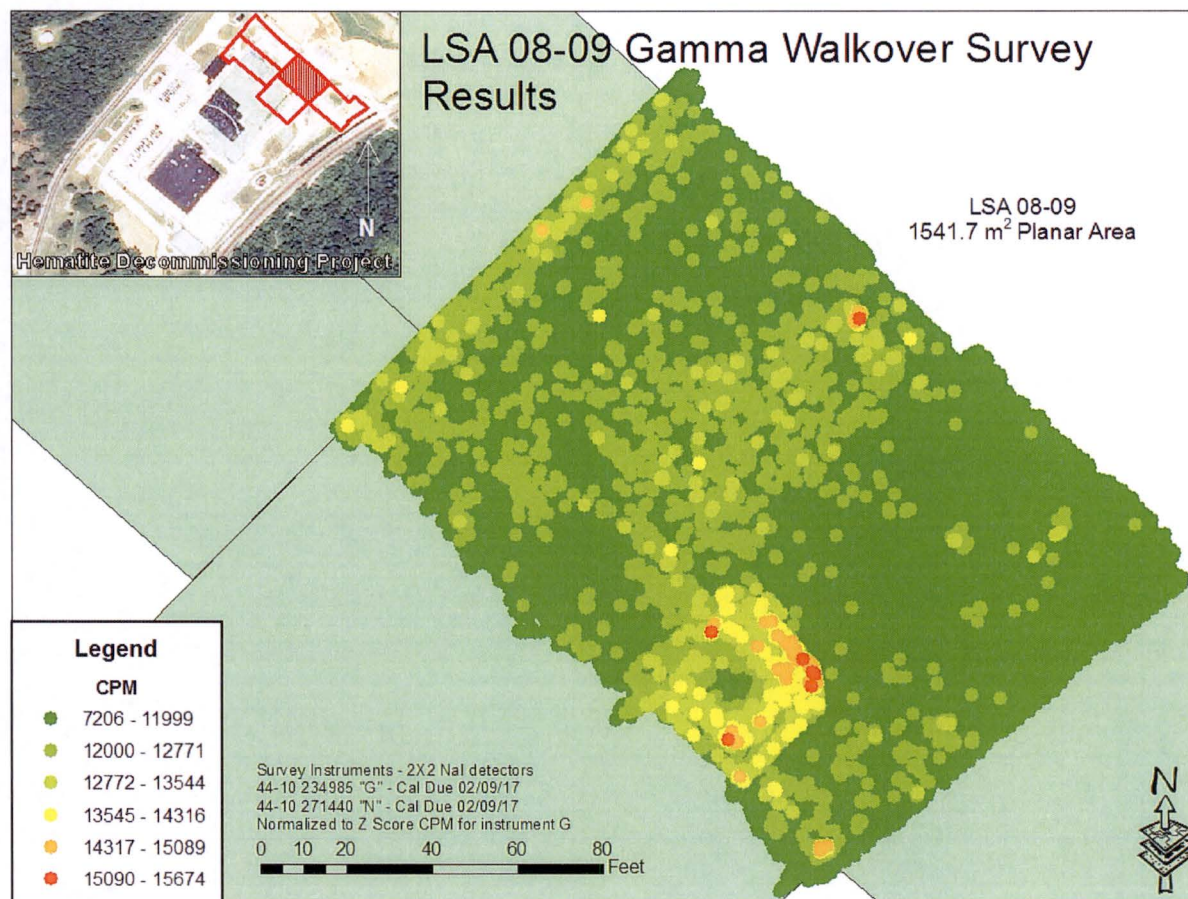 LSA 08-09 Gamma Walkover Survey
Results
N
Hematite Decommissioning Project
LSA 08-09
1541.7 m² Planar Area
Legend
CPM
7206 - 11999
12000 - 12771
12772 - 13544
13545 - 14316
14317 - 15089
15090 - 15674
Survey Instruments - 2X2 NaI detectors
44-10 234985 "G" - Cal Due 02/09/17
44-10 271440 "N" - Cal Due 02/09/17
Normalized to Z Score CPM for instrument G
0 10 20 40 60 80
Feet
N